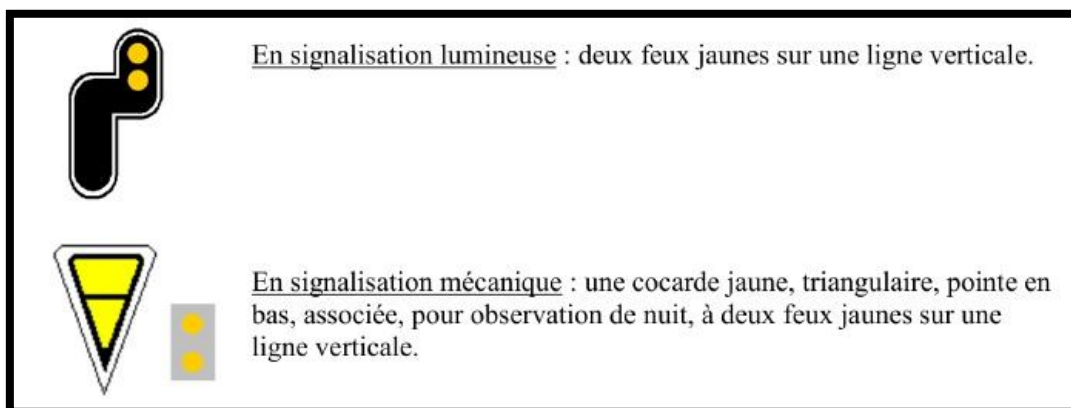 En signalisation lumineuse : deux feux jaunes sur une ligne verticale.
En signalisation mécanique : une cocarde jaune, triangulaire, pointe en
bas, associée, pour observation de nuit, à deux feux jaunes sur une
ligne verticale.